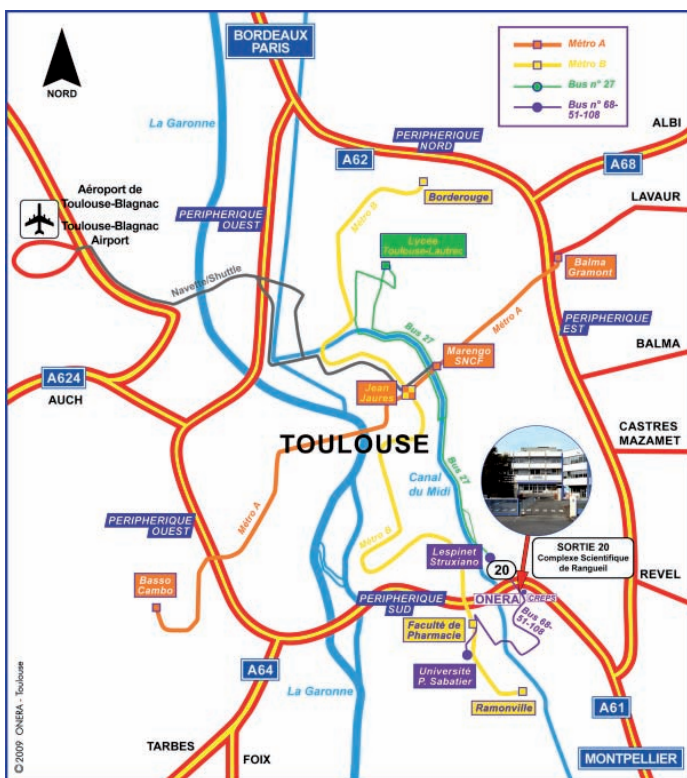 NORD
BORDEAUX
PARIS
Métro A
Métro B
Bus n° 27
Bus n° 68-
51-108
La Garonne
PERIPHERIQUE
NORD
ALBI
A62
A68
Aéroport de
Toulouse-Blagnac
Toulouse-Blagnac
Airport
PERIPHERIQUE
OUEST
Métro B
Borderouge
LAVAUR
Lycée
Toulouse-Lautrec
Balma
Gramont
Navette/Shuttle
Métro A
PERIPHERIQUE
EST
Bus 27
Marengo
SNCF
BALMA
A624
AUCH
Jean
Jaures
TOULOUSE
CASTRES
MAZAMET
Bus 27
Canal
du Midi
PERIPHERIQUE
OUEST
Métro A
Métro B
Lespinet
Struxiano
20
SORTIE 20
Complexe Scientifique
de Rangueil
REVEL
Basso
Cambo
PERIPHERIQUE
SUD
ONERA
CREPS
Bus 68-
51-108
Faculté de
Pharmacie
A64
Université
P. Sabatier
La Garonne
Ramonville
A61
TARBES
FOIX
MONTPELLIER
©2009 ONERA - Toulouse